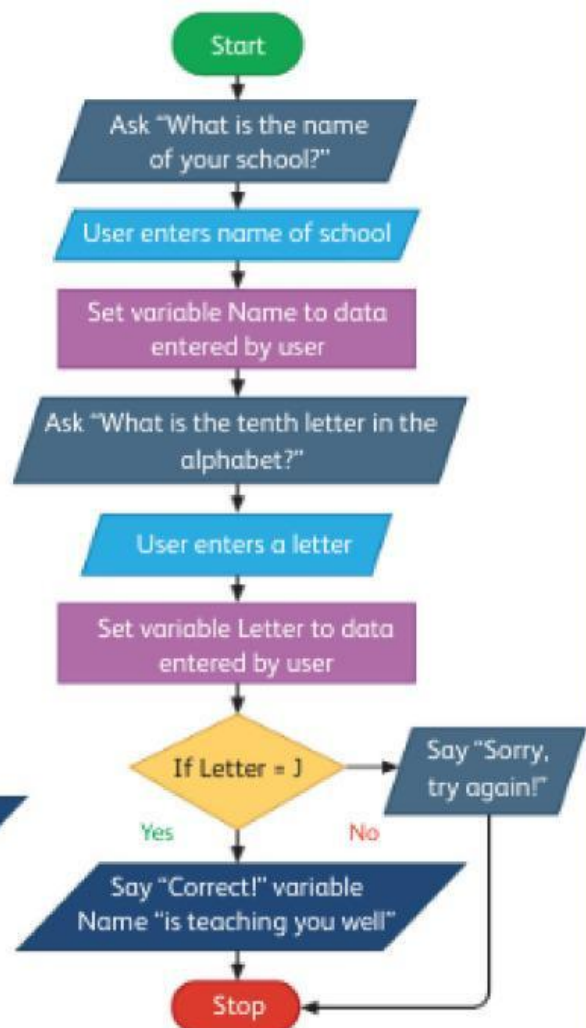 Start
Ask “What is the name
of your school?”
User enters name of school
Set variable Name to data
entered by user
Ask “What is the tenth letter in the
alphabet?”
User enters a letter
Set variable Letter to data
entered by user
If Letter = J
Say “Sorry,
try again!”
Yes
No
Say “Correct!” variable
Name “is teaching you well”
Stop